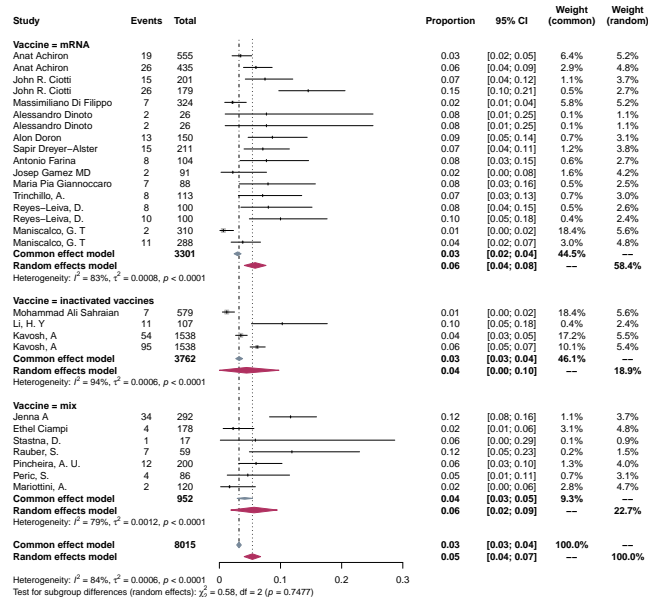 Study Events Total Proportion 95% CI Weight (common) Weight (random)
Vaccine = mRNA
Anat Achiron 19 555 0.03 [0.02; 0.05] 6.4% 5.2%
Anat Achiron 26 435 0.06 [0.04; 0.09] 2.9% 4.8%
John R. Ciotti 15 201 0.07 [0.04; 0.12] 1.1% 3.7%
John R. Ciotti 26 179 0.15 [0.10; 0.21] 0.5% 2.7%
Massimiliano Di Filippo 7 324 0.02 [0.01; 0.04] 5.8% 5.2%
Alessandro Dinoto 2 26 0.08 [0.01; 0.25] 0.1% 1.1%
Alessandro Dinoto 2 26 0.08 [0.01; 0.25] 0.1% 1.1%
Alon Doron 13 150 0.09 [0.05; 0.14] 0.7% 3.1%
Sapir Dreyer−Alster 15 211 0.07 [0.04; 0.11] 1.2% 3.8%
Antonio Farina 8 104 0.08 [0.03; 0.15] 0.6% 2.7%
Josep Gamez MD 2 91 0.02 [0.00; 0.08] 1.6% 4.2%
Maria Pia Giannoccaro 7 88 0.08 [0.03; 0.16] 0.5% 2.5%
Trinchillo, A. 8 113 0.07 [0.03; 0.13] 0.7% 3.0%
Reyes−Leiva, D. 8 100 0.08 [0.04; 0.15] 0.5% 2.6%
Reyes−Leiva, D. 10 100 0.10 [0.05; 0.18] 0.4% 2.4%
Maniscalco, G. T 2 310 0.01 [0.00; 0.02] 18.4% 5.6%
Maniscalco, G. T 11 288 0.04 [0.02; 0.07] 3.0% 4.8%
Common effect model 3301 0.03 [0.02; 0.04] 44.5% −−
Random effects model 0.06 [0.04; 0.08] −− 58.4%
Heterogeneity: I² = 83%, τ² = 0.0008, p < 0.0001
Vaccine = inactivated vaccines
Mohammad Ali Sahraian 7 579 0.01 [0.00; 0.02] 18.4% 5.6%
Li, H. Y 11 107 0.10 [0.05; 0.18] 0.4% 2.4%
Kavosh, A 54 1538 0.04 [0.03; 0.05] 17.2% 5.5%
Kavosh, A 95 1538 0.06 [0.05; 0.07] 10.1% 5.4%
Common effect model 3762 0.03 [0.03; 0.04] 46.1% −−
Random effects model 0.04 [0.00; 0.10] −− 18.9%
Heterogeneity: I² = 94%, τ² = 0.0006, p < 0.0001
Vaccine = mix
Jenna A 34 292 0.12 [0.08; 0.16] 1.1% 3.7%
Ethel Ciampi 4 178 0.02 [0.01; 0.06] 3.1% 4.8%
Stastna, D. 1 17 0.06 [0.00; 0.29] 0.1% 0.9%
Rauber, S. 7 59 0.12 [0.05; 0.23] 0.2% 1.5%
Pincheira, A. U. 12 200 0.06 [0.03; 0.10] 1.3% 4.0%
Peric, S. 4 86 0.05 [0.01; 0.11] 0.7% 3.1%
Mariottini, A. 2 120 0.02 [0.00; 0.06] 2.8% 4.7%
Common effect model 952 0.04 [0.03; 0.05] 9.3% −−
Random effects model 0.06 [0.02; 0.09] −− 22.7%
Heterogeneity: I² = 79%, τ² = 0.0012, p < 0.0001
Common effect model 8015 0.03 [0.03; 0.04] 100.0% −−
Random effects model 0.05 [0.04; 0.07] −− 100.0%
0 0.1 0.2 0.3
Heterogeneity: I² = 84%, τ² = 0.0006, p < 0.0001
Test for subgroup differences (random effects): χ²₂ = 0.58, df = 2 (p = 0.7477)